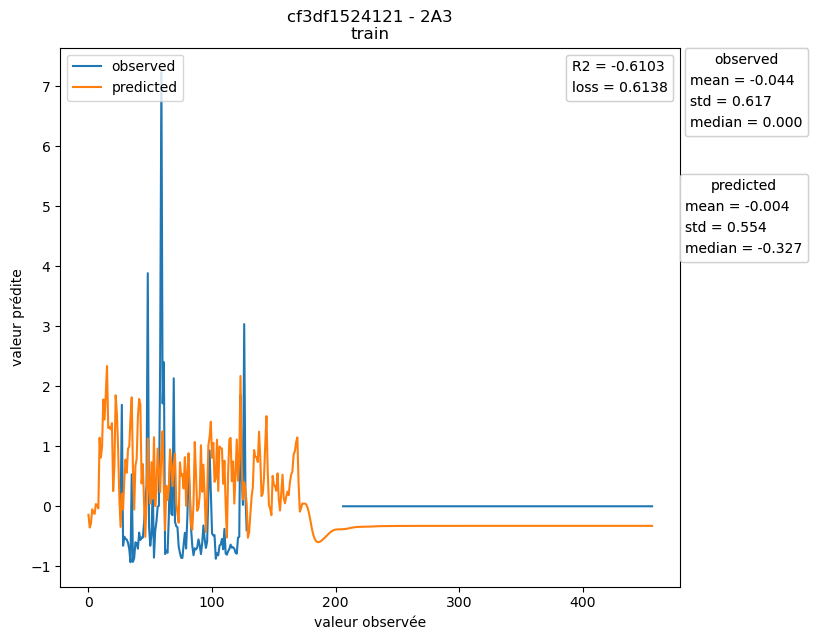 cf3df1524121 - 2A3
train
observed
predicted
R2 = -0.6103
loss = 0.6138
observed
mean = -0.044
std = 0.617
median = 0.000
predicted
mean = -0.004
std = 0.554
median = -0.327
valeur prédite
7
6
5
4
3
2
1
0
−1
0 100 200 300 400
valeur observée